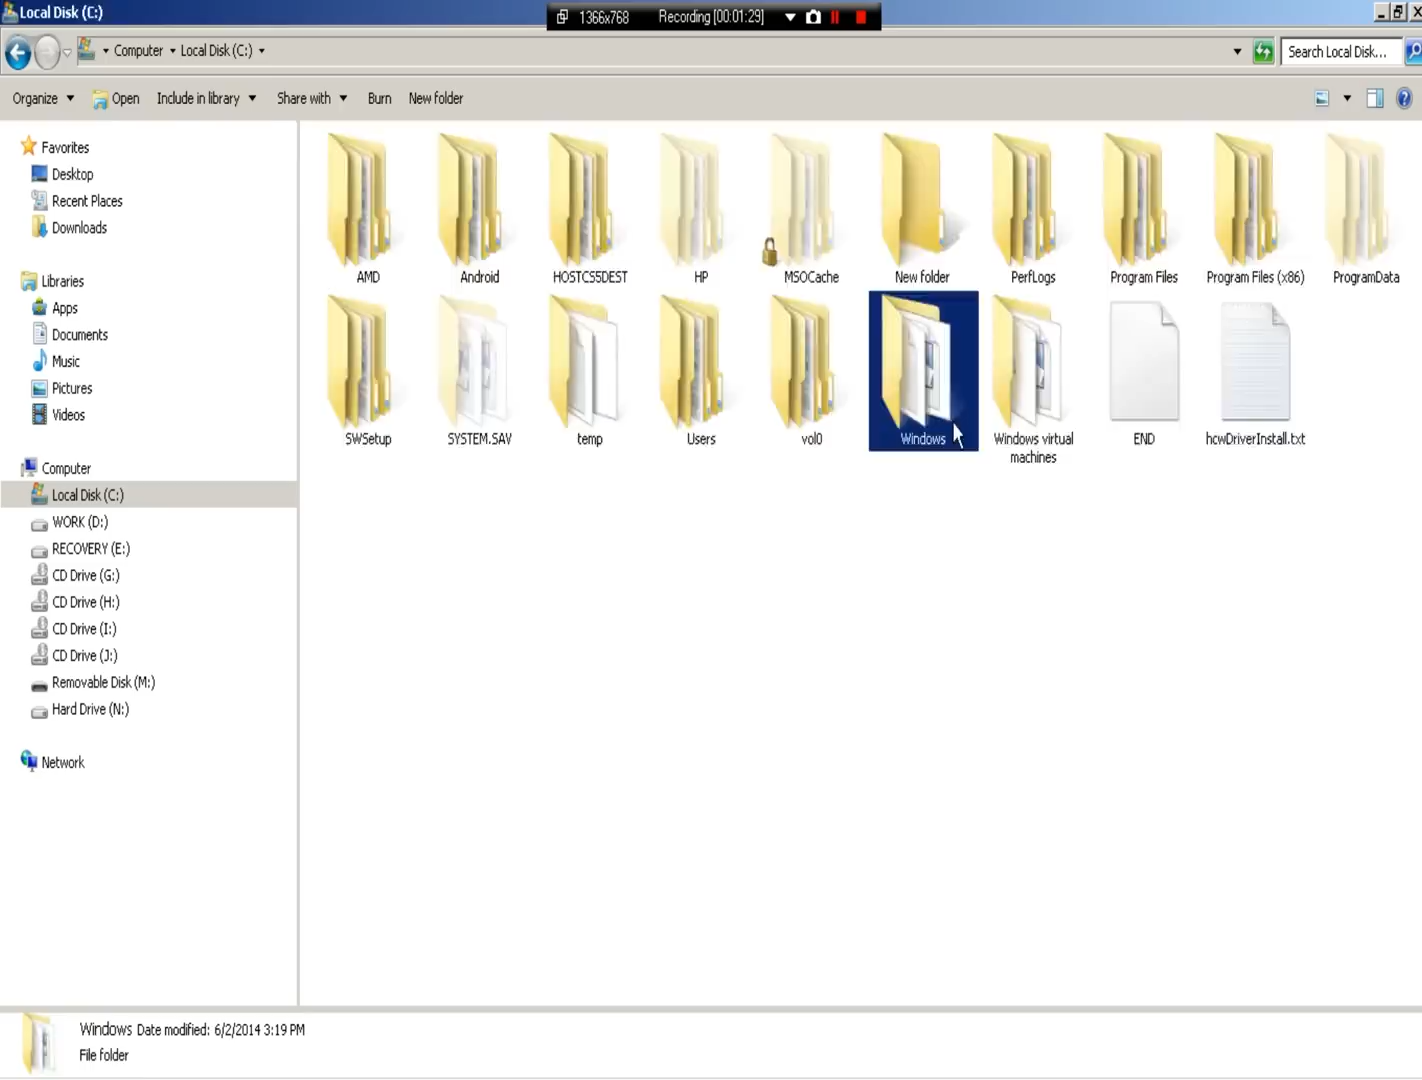 Local Disk (C:)
1366x768 Recording [00:01:29]
Computer Local Disk (C:)
Search Local Disk...
Organize Open Include in library Share with Burn New folder
Favorites
Desktop
Recent Places
Downloads
Libraries
Apps
Documents
Music
Pictures
Videos
Computer
Local Disk (C:)
WORK (D:)
RECOVERY (E:)
CD Drive (G:)
CD Drive (H:)
CD Drive (I:)
CD Drive (J:)
Removable Disk (M:)
Hard Drive (N:)
Network
AMD Android HOSTCS5DEST HP MSOCache New folder PerfLogs Program Files Program Files (x86) ProgramData
SWSetup SYSTEM.SAV temp Users vol0 Windows Windows virtual machines END hcwDriverInstall.txt
Windows Date modified: 6/2/2014 3:19 PM
File folder